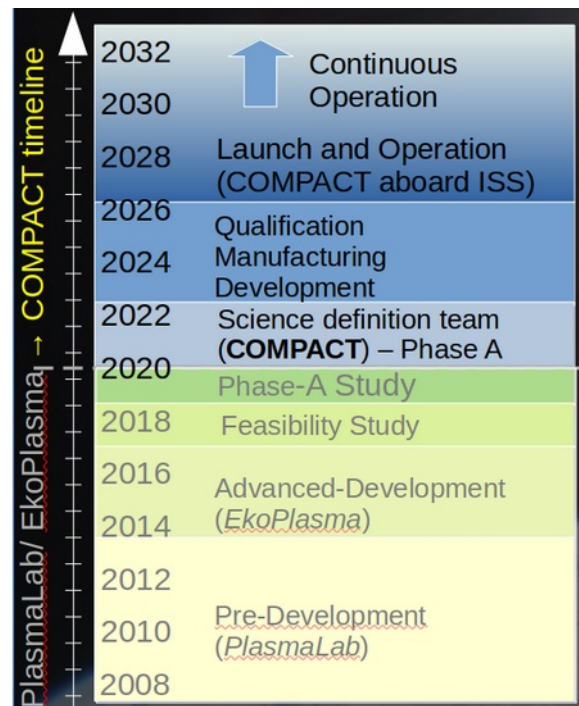 COMPACT timeline
PlasmaLab/ EkoPlasma →
2032
Continuous
Operation
2030
2028
Launch and Operation
(COMPACT aboard ISS)
2026
Qualification
Manufacturing
Development
2024
2022
Science definition team
(COMPACT) – Phase A
2020
Phase-A Study
2018
Feasibility Study
2016
Advanced-Development
(EkoPlasma)
2014
2012
Pre-Development
(PlasmaLab)
2010
2008